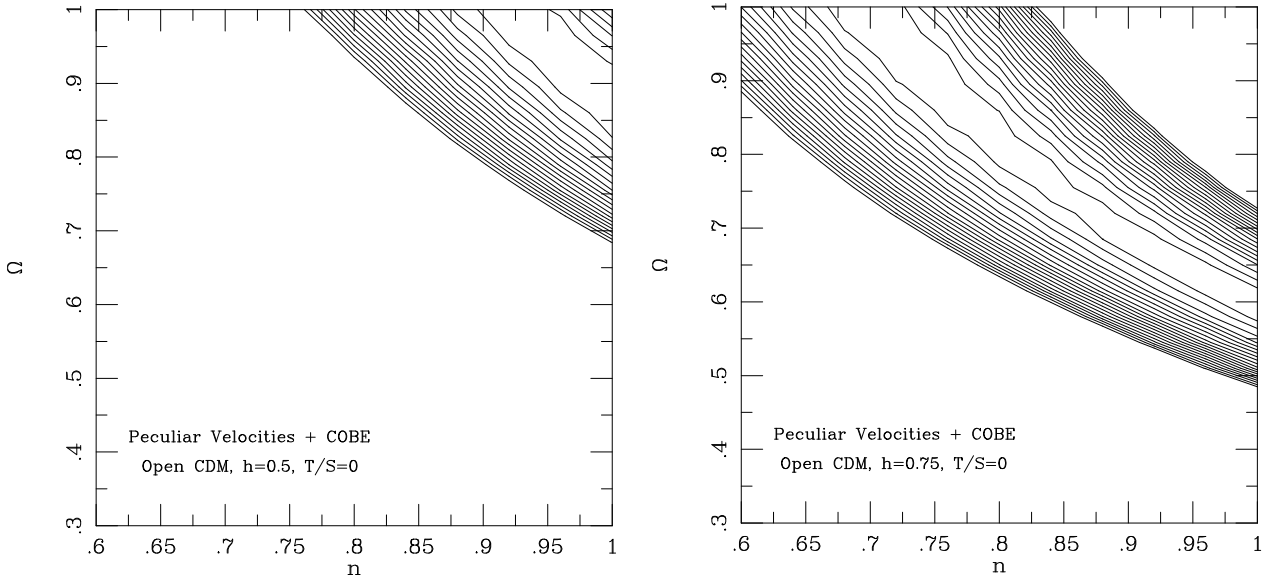 1
.9
.8
.7
Ω
.6
.5
.4
.3
Peculiar Velocities + COBE
Open CDM, h=0.5, T/S=0
.6 .65 .7 .75 .8 .85 .9 .95 1
n
1
.9
.8
.7
Ω
.6
.5
.4
.3
Peculiar Velocities + COBE
Open CDM, h=0.75, T/S=0
.6 .65 .7 .75 .8 .85 .9 .95 1
n